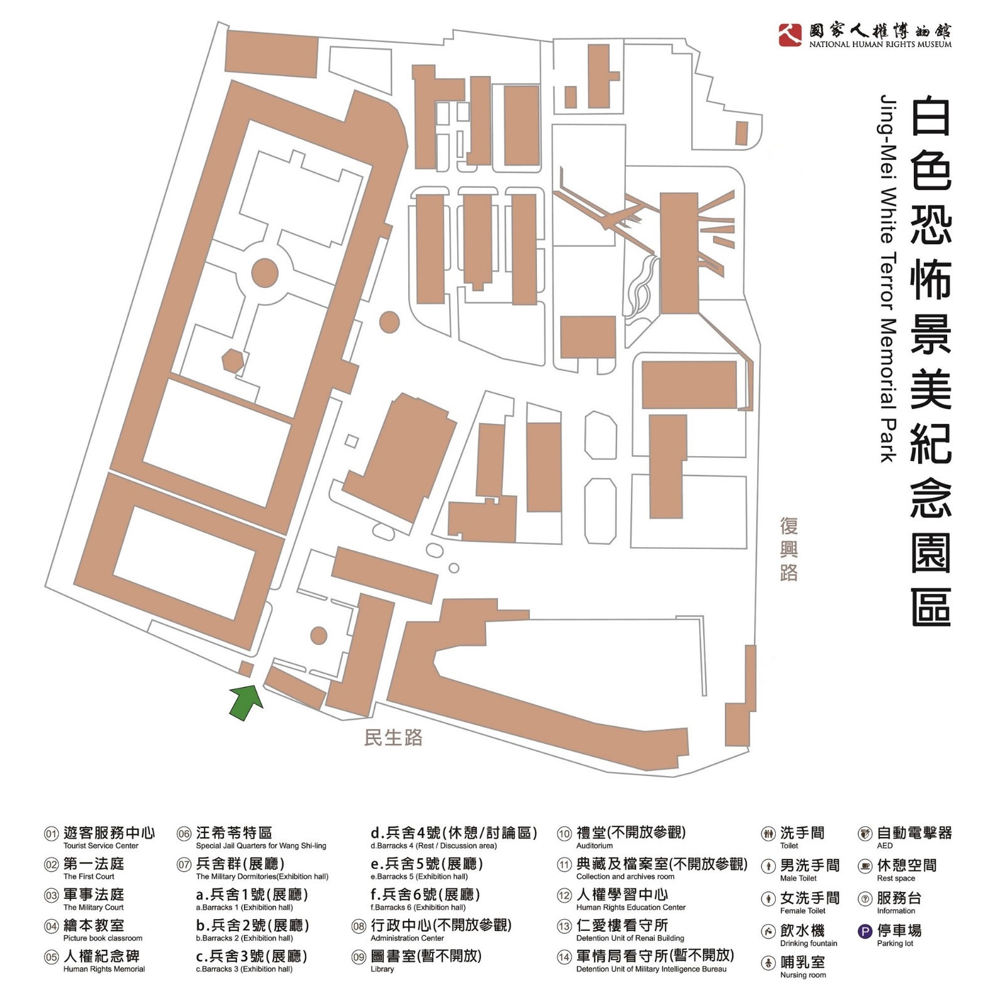 國家人權博物館
NATIONAL HUMAN RIGHTS MUSEUM
白色恐怖景美紀念園區
Jing-Mei White Terror Memorial Park
復興路
民生路
01 遊客服務中心
Tourist Service Center
02 第一法庭
The First Court
03 軍事法庭
The Military Court
04 繪本教室
Picture book classroom
05 人權紀念碑
Human Rights Memorial
06 汪希苓特區
Special Jail Quarters for Wang Shi-ling
07 兵舍群(展廳)
The Military Dormitories(Exhibition hall)
a.兵舍1號(展廳)
a.Barracks 1 (Exhibition hall)
b.兵舍2號(展廳)
b.Barracks 2 (Exhibition hall)
c.兵舍3號(展廳)
c.Barracks 3 (Exhibition hall)
d.兵舍4號(休憩/討論區)
d.Barracks 4 (Rest / Discussion area)
e.兵舍5號(展廳)
e.Barracks 5 (Exhibition hall)
f.兵舍6號(展廳)
f.Barracks 6 (Exhibition hall)
08 行政中心(不開放參觀)
Administration Center
09 圖書室(暫不開放)
Library
10 禮堂(不開放參觀)
Auditorium
11 典藏及檔案室(不開放參觀)
Collection and archives room
12 人權學習中心
Human Rights Education Center
13 仁愛樓看守所
Detention Unit of Renai Building
14 軍情局看守所(暫不開放)
Detention Unit of Military Intelligence Bureau
洗手間
Toilet
男洗手間
Male Toilet
女洗手間
Female Toilet
飲水機
Drinking fountain
哺乳室
Nursing room
自動電擊器
AED
休憩空間
Rest space
? 服務台
Information
P 停車場
Parking lot